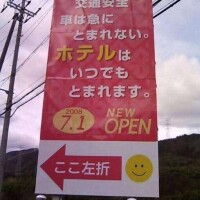 交通安全
車は急に
とまれない。
ホテルは
いつでも
とまれます。
2008
7.1
NEW
OPEN
ここ左折